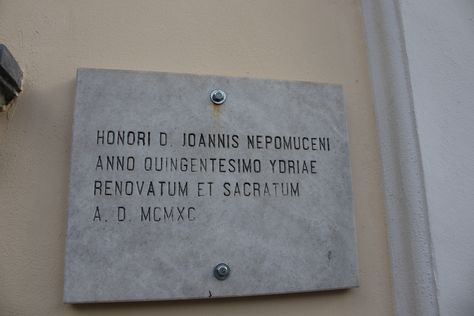 HONORI D. JOANNIS NEPOMUCENI
ANNO QUINGENTESIMO YDRIAE
RENOVATUM ET SACRATUM
A. D. MCMXC